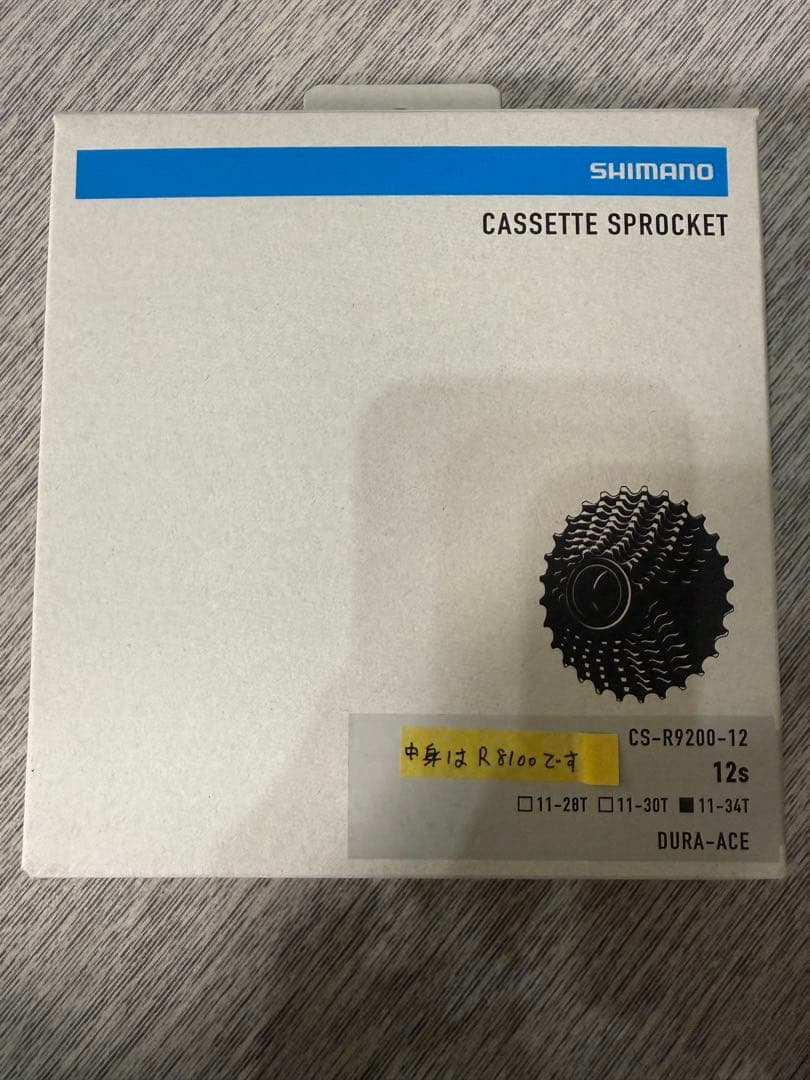 SHIMANO
CASSETTE SPROCKET
CS-R9200-12
中身はR8100です
12s
□11-28T □11-30T ■11-34T
DURA-ACE